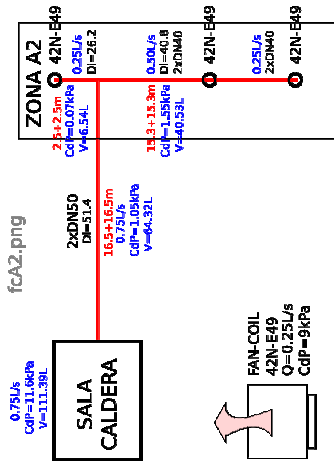 ZONA A2
42N-E49
0.25L/s
DI=26.2
2.5+2.5m
CdP=0.07kPa
V=6.54L
42N-E49
0.50L/s
DI=40.8
2xDN40
15.3+15.3m
CdP=1.55kPa
V=40.53L
42N-E49
0.25L/s
2xDN40
2xDN50
DI=51.4
16.5+16.5m
0.75L/s
CdP=1.05kPa
V=64.32L
fcA2.png
0.75L/s
CdP=11.6kPa
V=111.39L
SALA
CALDERA
FAN-COIL
42N-E49
Q=0.25L/s
CdP=9kPa